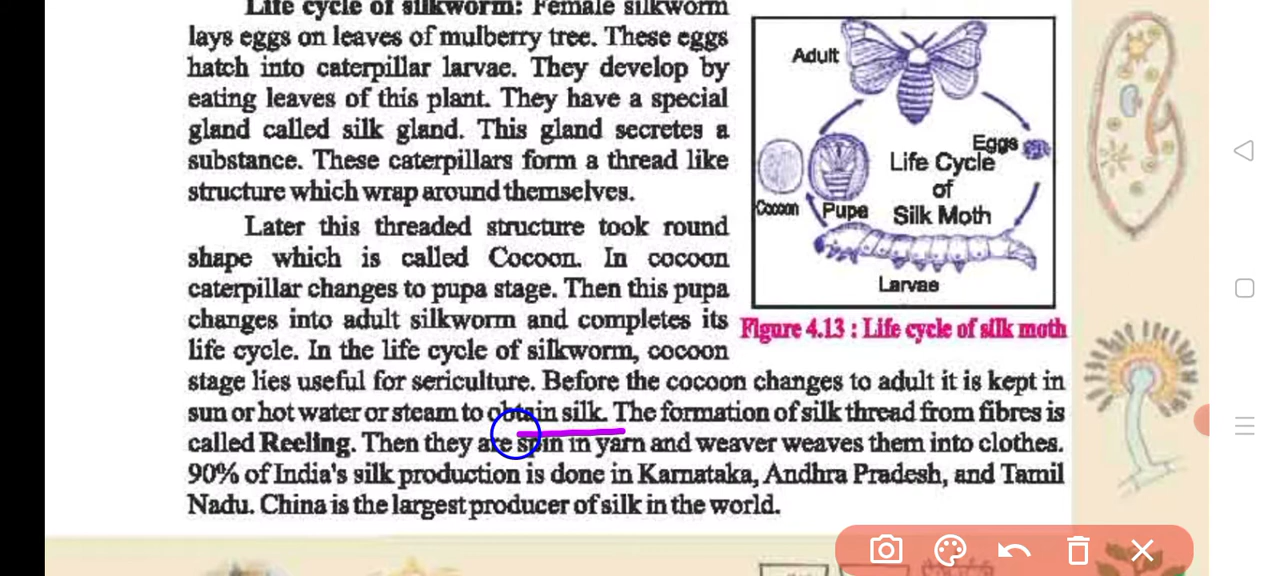 Life cycle of silkworm: Female silkworm
lays eggs on leaves of mulberry tree. These eggs
hatch into caterpillar larvae. They develop by
eating leaves of this plant. They have a special
gland called silk gland. This gland secretes a
substance. These caterpillars form a thread like
structure which wrap around themselves.
Later this threaded structure took round
shape which is called Cocoon. In cocoon
caterpillar changes to pupa stage. Then this pupa
changes into adult silkworm and completes its
life cycle. In the life cycle of silkworm, cocoon
stage lies useful for sericulture. Before the cocoon changes to adult it is kept in
sun or hot water or steam to obtain silk. The formation of silk thread from fibres is
called Reeling. Then they are spin in yarn and weaver weaves them into clothes.
90% of India's silk production is done in Karnataka, Andhra Pradesh, and Tamil
Nadu. China is the largest producer of silk in the world.
Adult
Eggs
Life Cycle
of
Silk Moth
Cocoon
Pupa
Larvae
Figure 4.13 : Life cycle of silk moth